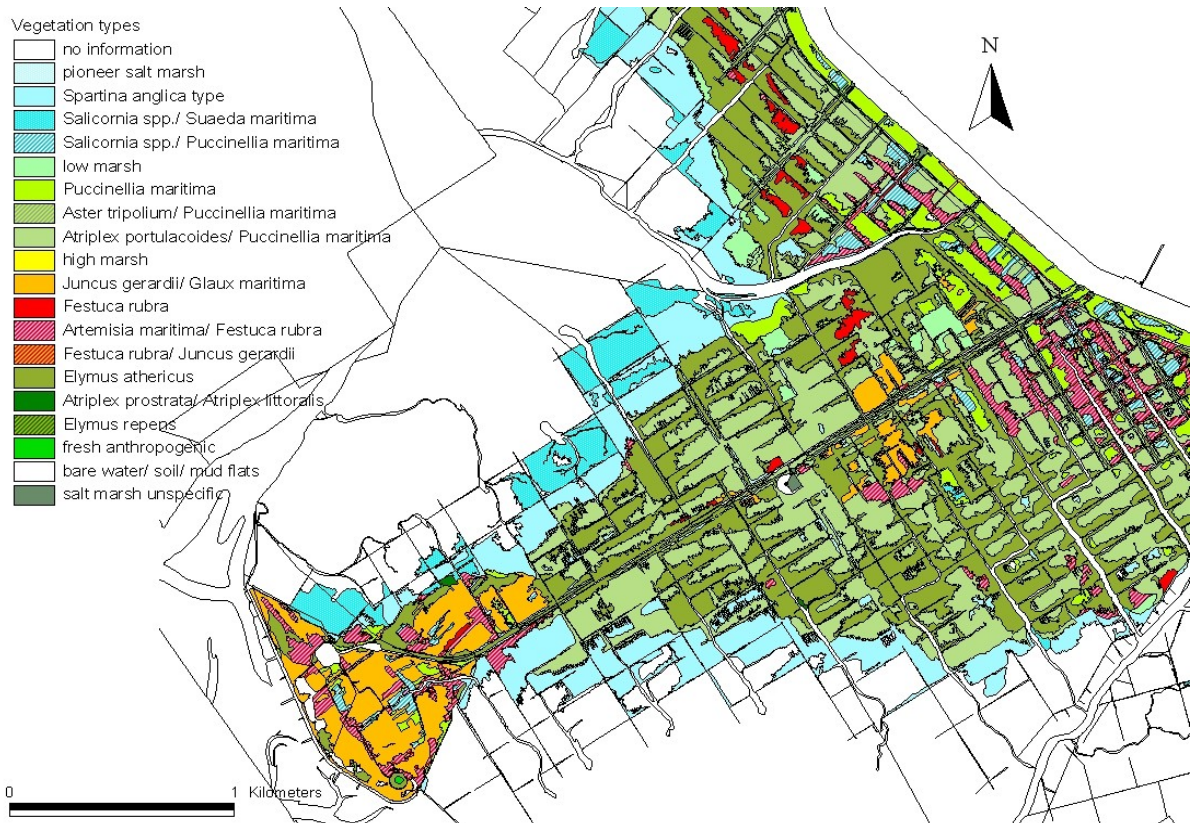 Vegetation types
no information
pioneer salt marsh
Spartina anglica type
Salicornia spp./ Suaeda maritima
Salicornia spp./ Puccinellia maritima
low marsh
Puccinellia maritima
Aster tripolium/ Puccinellia maritima
Atriplex portulacoides/ Puccinellia maritima
high marsh
Juncus gerardii/ Glaux maritima
Festuca rubra
Artemisia maritima/ Festuca rubra
Festuca rubra/ Juncus gerardii
Elymus athericus
Atriplex prostrata/ Atriplex littoralis
Elymus repens
fresh anthropogenic
bare water/ soil/ mud flats
salt marsh unspecific
N
0 1 Kilometers